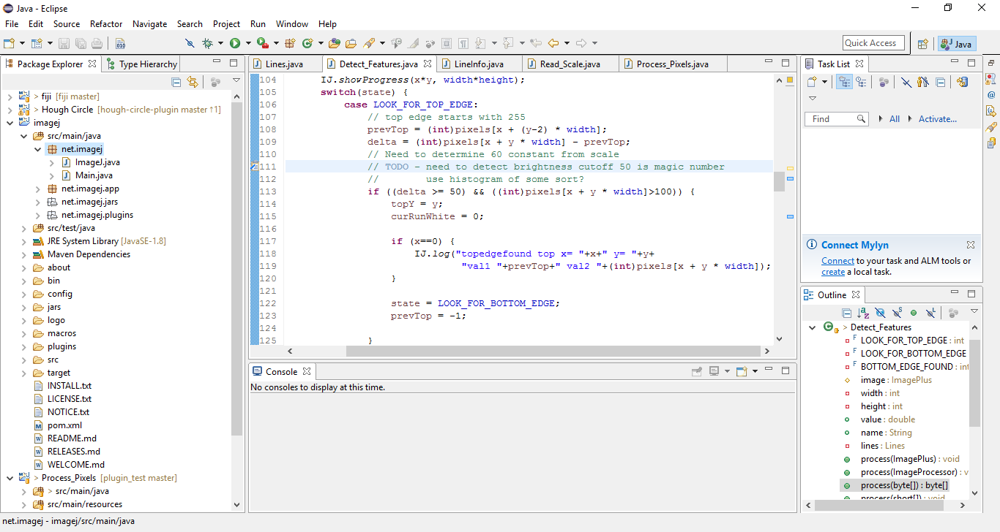 Java - Eclipse
File Edit Source Refactor Navigate Search Project Run Window Help
Quick Access
Java
Package Explorer
Type Hierarchy
> fiji [fiji master]
> Hough Circle [hough-circle-plugin master ↑1]
imagej
src/main/java
net.imagej
ImageJ.java
Main.java
net.imagej.app
net.imagej.jars
net.imagej.plugins
src/test/java
JRE System Library [JavaSE-1.8]
Maven Dependencies
about
bin
config
jars
logo
macros
plugins
src
target
INSTALL.txt
LICENSE.txt
NOTICE.txt
pom.xml
README.md
RELEASES.md
WELCOME.md
> Process_Pixels [plugin_test master]
> src/main/java
src/main/resources
Lines.java
Detect_Features.java
LineInfo.java
Read_Scale.java
Process_Pixels.java
104 IJ.showProgress(x*y, width*height);
105 switch(state) {
106 case LOOK_FOR_TOP_EDGE:
107 // top edge starts with 255
108 prevTop = (int)pixels[x + (y-2) * width];
109 delta = (int)pixels[x + y * width] - prevTop;
110 // Need to determine 60 constant from scale
111 // TODO - need to detect brightness cutoff 50 is magic number
112 // use histogram of some sort?
113 if ((delta >= 50) && ((int)pixels[x + y * width]>100)) {
114 topY = y;
115 curRunWhite = 0;
116
117 if (x==0) {
118 IJ.log("topedgefound top x= "+x+" y= "+y+
119 "val1 "+prevTop+" val2 "+(int)pixels[x + y * width]);
120 }
121
122 state = LOOK_FOR_BOTTOM_EDGE;
123 prevTop = -1;
124
125 }
Console
No consoles to display at this time.
Task List
Find
All
Activate...
Connect Mylyn
Connect to your task and ALM tools or
create a local task.
Outline
> Detect_Features
LOOK_FOR_TOP_EDGE : int
LOOK_FOR_BOTTOM_EDGE
BOTTOM_EDGE_FOUND : int
image : ImagePlus
width : int
height : int
value : double
name : String
lines : Lines
process(ImagePlus) : void
process(ImageProcessor) : v
process(byte[]) : byte[]
process(short[]) : void
net.imagej - imagej/src/main/java